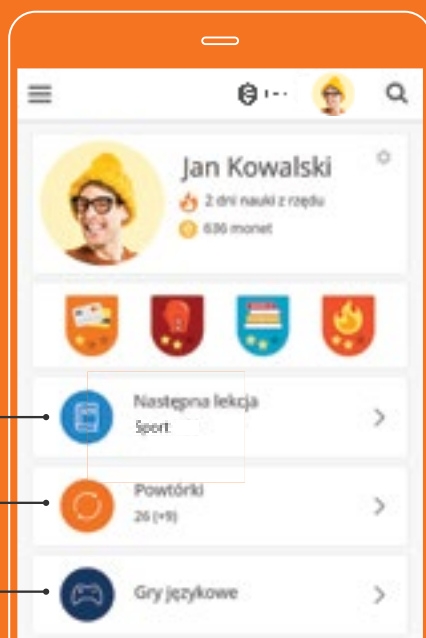 Jan Kowalski
2 dni nauki z rzędu
636 monet
Następna lekcja
Sport
Powtórki
26 (+9)
Gry językowe